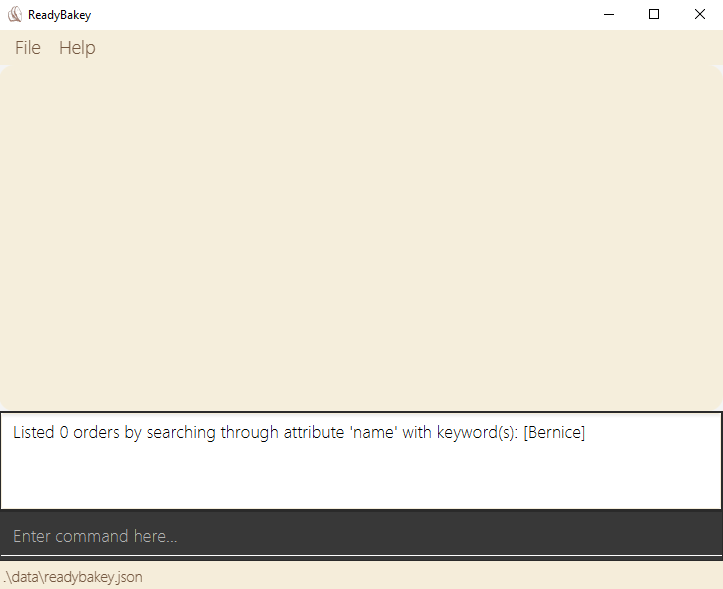 ReadyBakey
File Help
Listed 0 orders by searching through attribute 'name' with keyword(s): [Bernice]
Enter command here...
.\data\readybakey.json